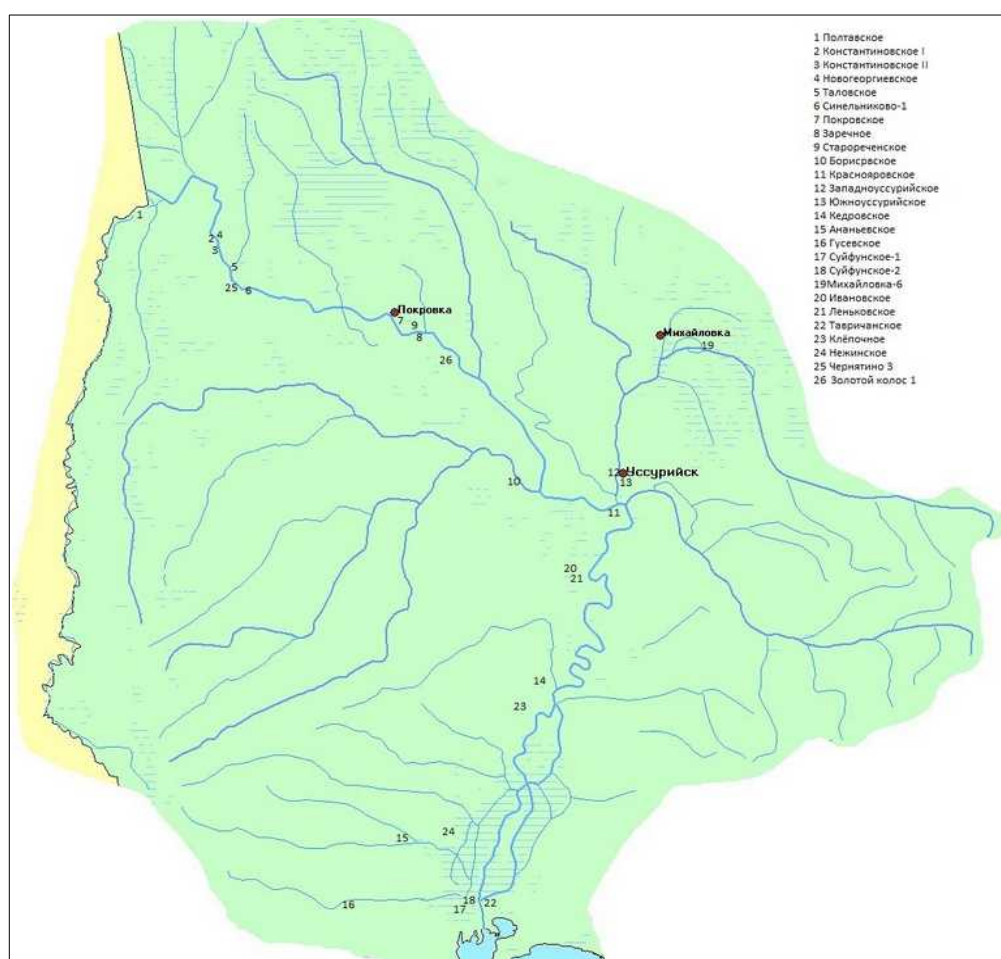 1 Полтавское
2 Константиновское I
3 Константиновское II
4 Новогеоргиевское
5 Таловское
6 Синельниково-1
7 Покровское
8 Заречное
9 Старореченское
10 Борисрвское
11 Краснояровское
12 Западноуссурийское
13 Южноуссурийское
14 Кедровское
15 Ананьевское
16 Гусевское
17 Суйфунское-1
18 Суйфунское-2
19Михайловка-6
20 Ивановское
21 Леньковское
22 Тавричанское
23 Клёпочное
24 Нежинское
25 Чернятино 3
26 Золотой колос 1
1
2 4
3
5
25 6
Покровка
7
9
8
26
Михайловка
19
12 Уссурийск
13
10
11
20
21
14
23
24
15
16
18
17
22